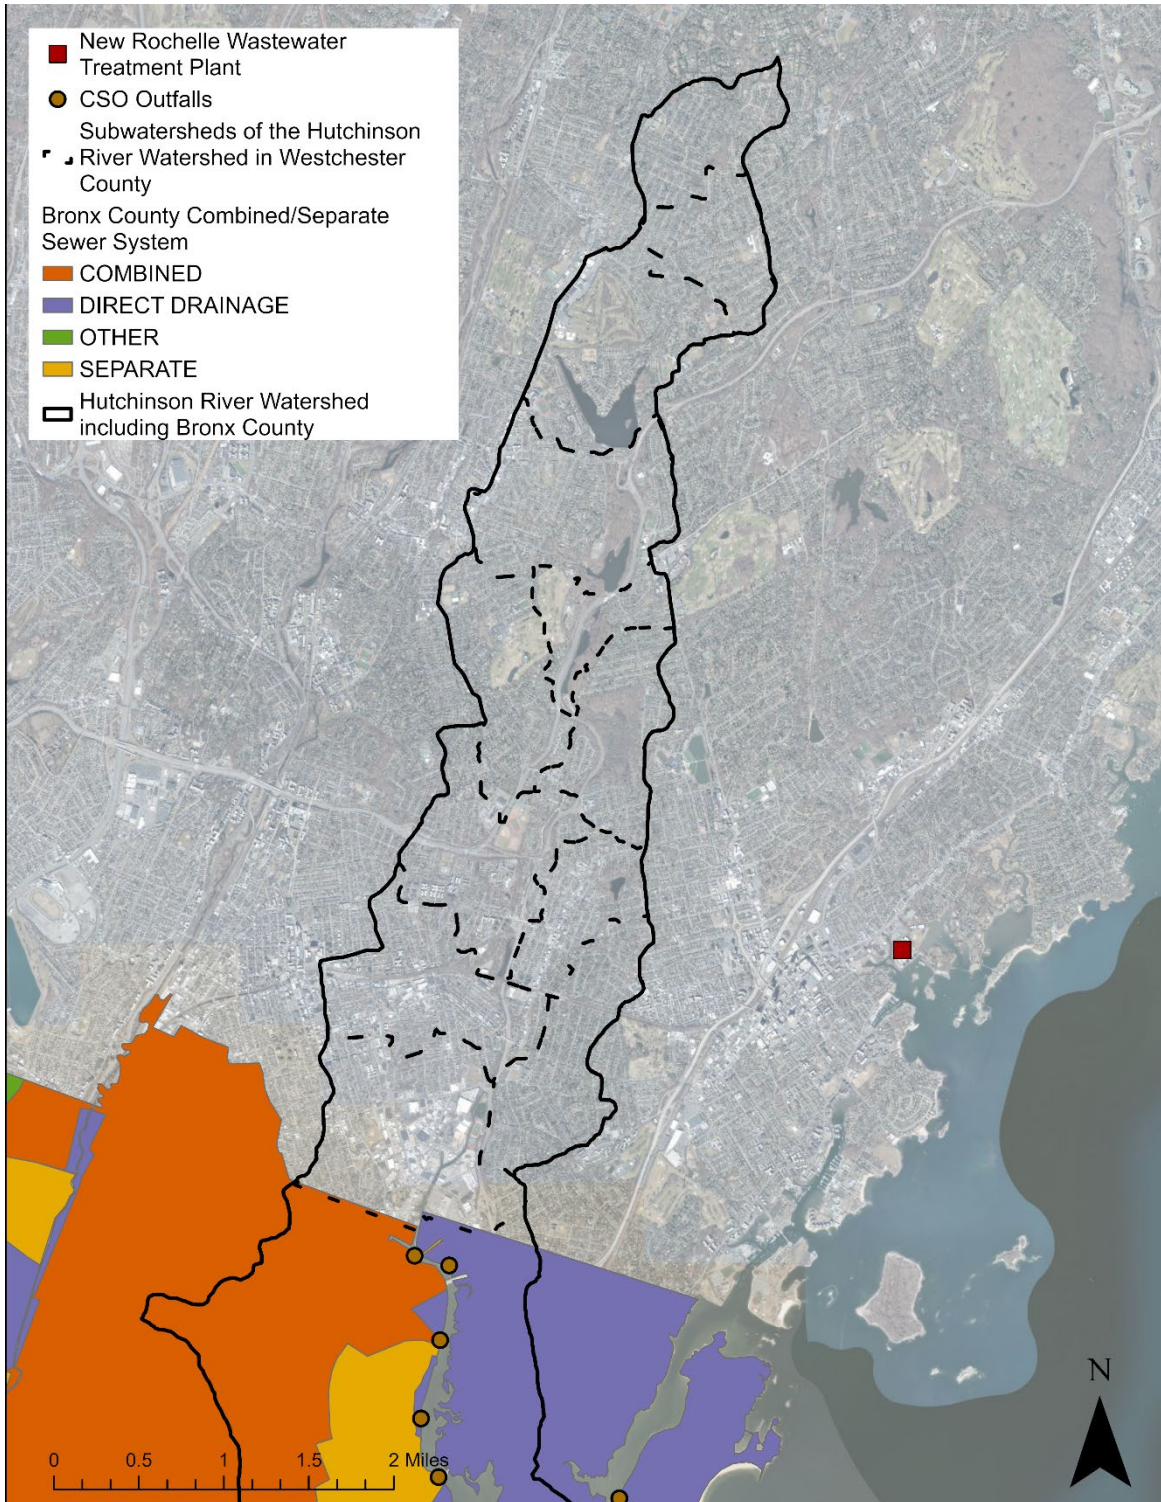 New Rochelle Wastewater
Treatment Plant
CSO Outfalls
Subwatersheds of the Hutchinson
River Watershed in Westchester
County
Bronx County Combined/Separate
Sewer System
COMBINED
DIRECT DRAINAGE
OTHER
SEPARATE
Hutchinson River Watershed
including Bronx County
N
0 0.5 1 1.5 2 Miles